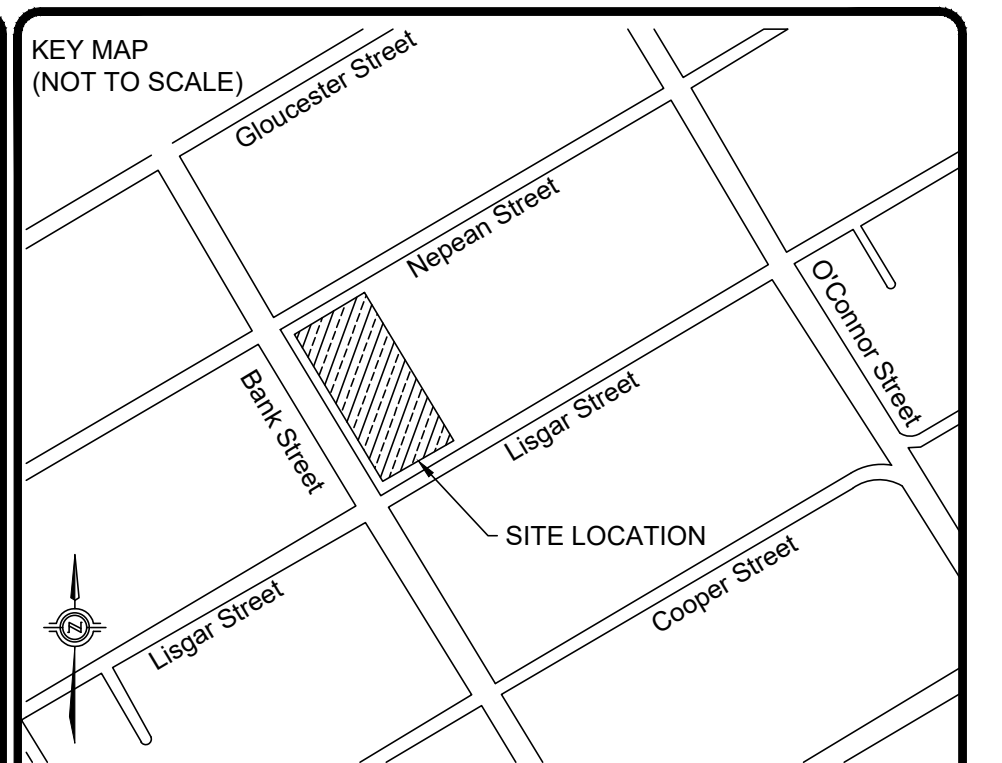 KEY MAP
(NOT TO SCALE)
Gloucester Street
Nepean Street
O'Connor Street
Bank Street
Lisgar Street
SITE LOCATION
Cooper Street
Lisgar Street
N